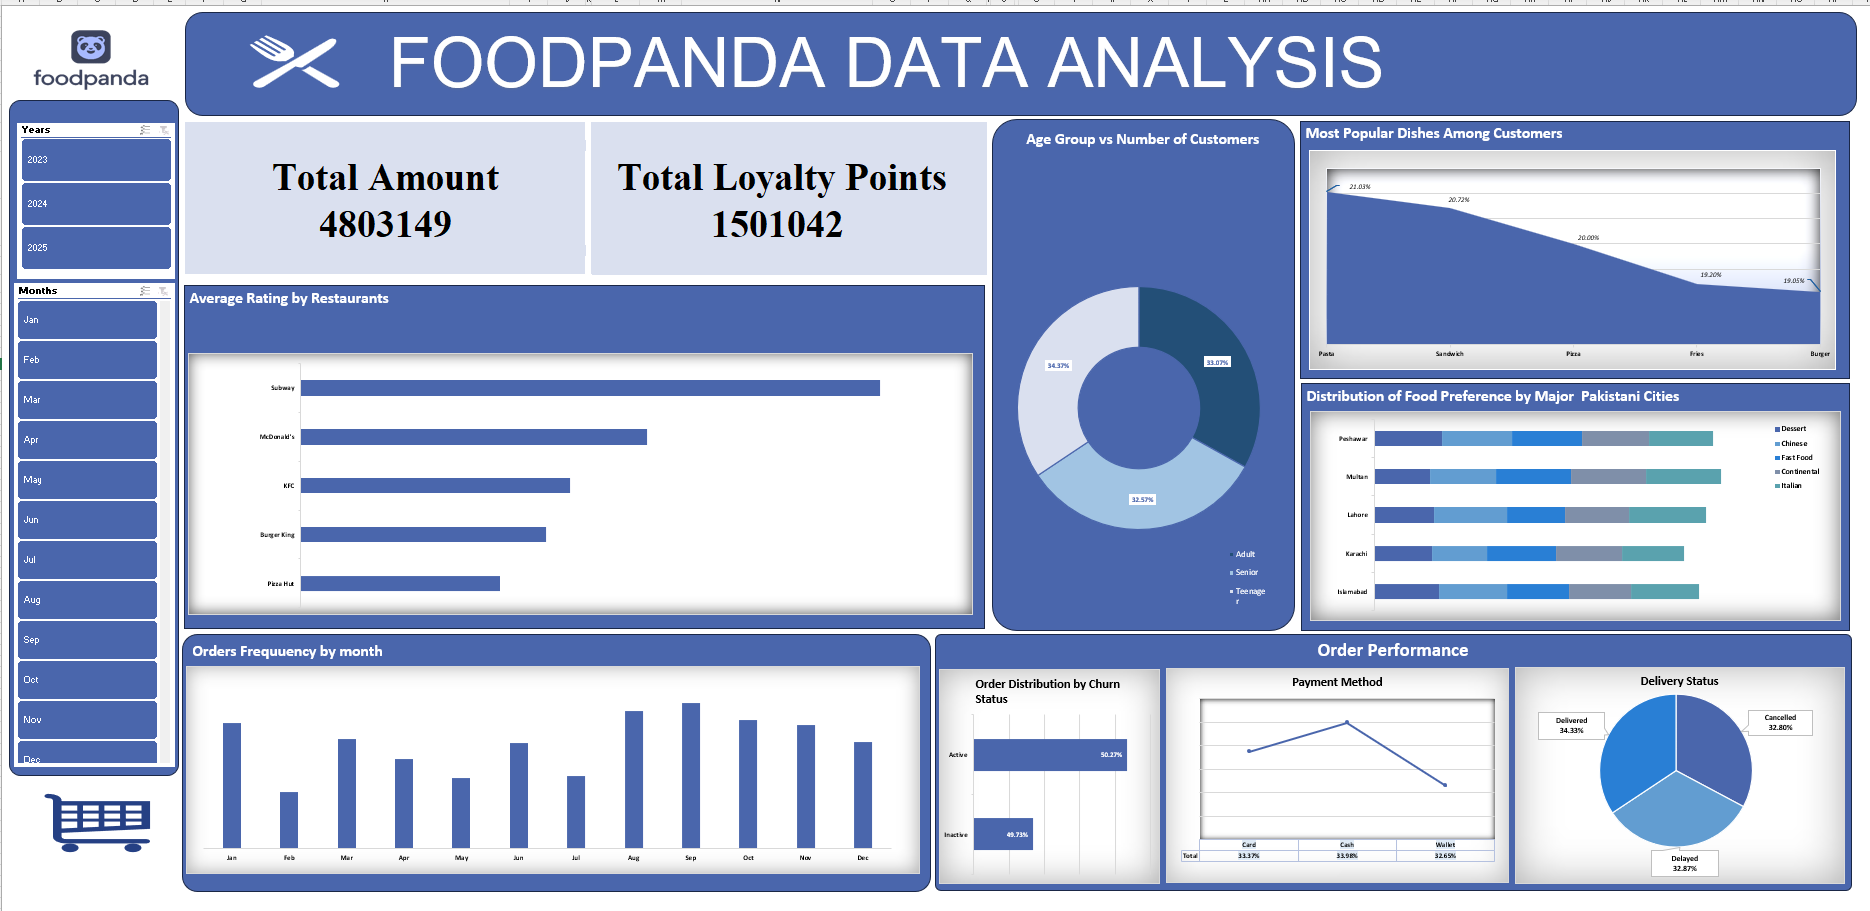 foodpanda
FOODPANDA DATA ANALYSIS
Years
2023
2024
2025
Months
Jan
Feb
Mar
Apr
May
Jun
Jul
Aug
Sep
Oct
Nov
Dec
Total Amount
4803149
Total Loyalty Points
1501042
Average Rating by Restaurants
Subway
McDonald's
KFC
Burger King
Pizza Hut
Age Group vs Number of Customers
34.37%
33.07%
32.57%
Adult
Senior
Teenage
r
Most Popular Dishes Among Customers
21.03%
20.72%
20.00%
19.20%
19.05%
Pasta Sandwich Pizza Fries Burger
Distribution of Food Preference by Major  Pakistani Cities
Peshawar
Multan
Lahore
Karachi
Islamabad
Dessert
Chinese
Fast Food
Continental
Italian
Orders Frequuency by month
Jan Feb Mar Apr May Jun Jul Aug Sep Oct Nov Dec
Order Performance
Order Distribution by Churn
Status
Active
50.27%
Inactive
49.73%
Payment Method
Card Cash Wallet
Total 33.37% 33.98% 32.65%
Delivery Status
Delivered
34.33%
Cancelled
32.80%
Delayed
32.87%